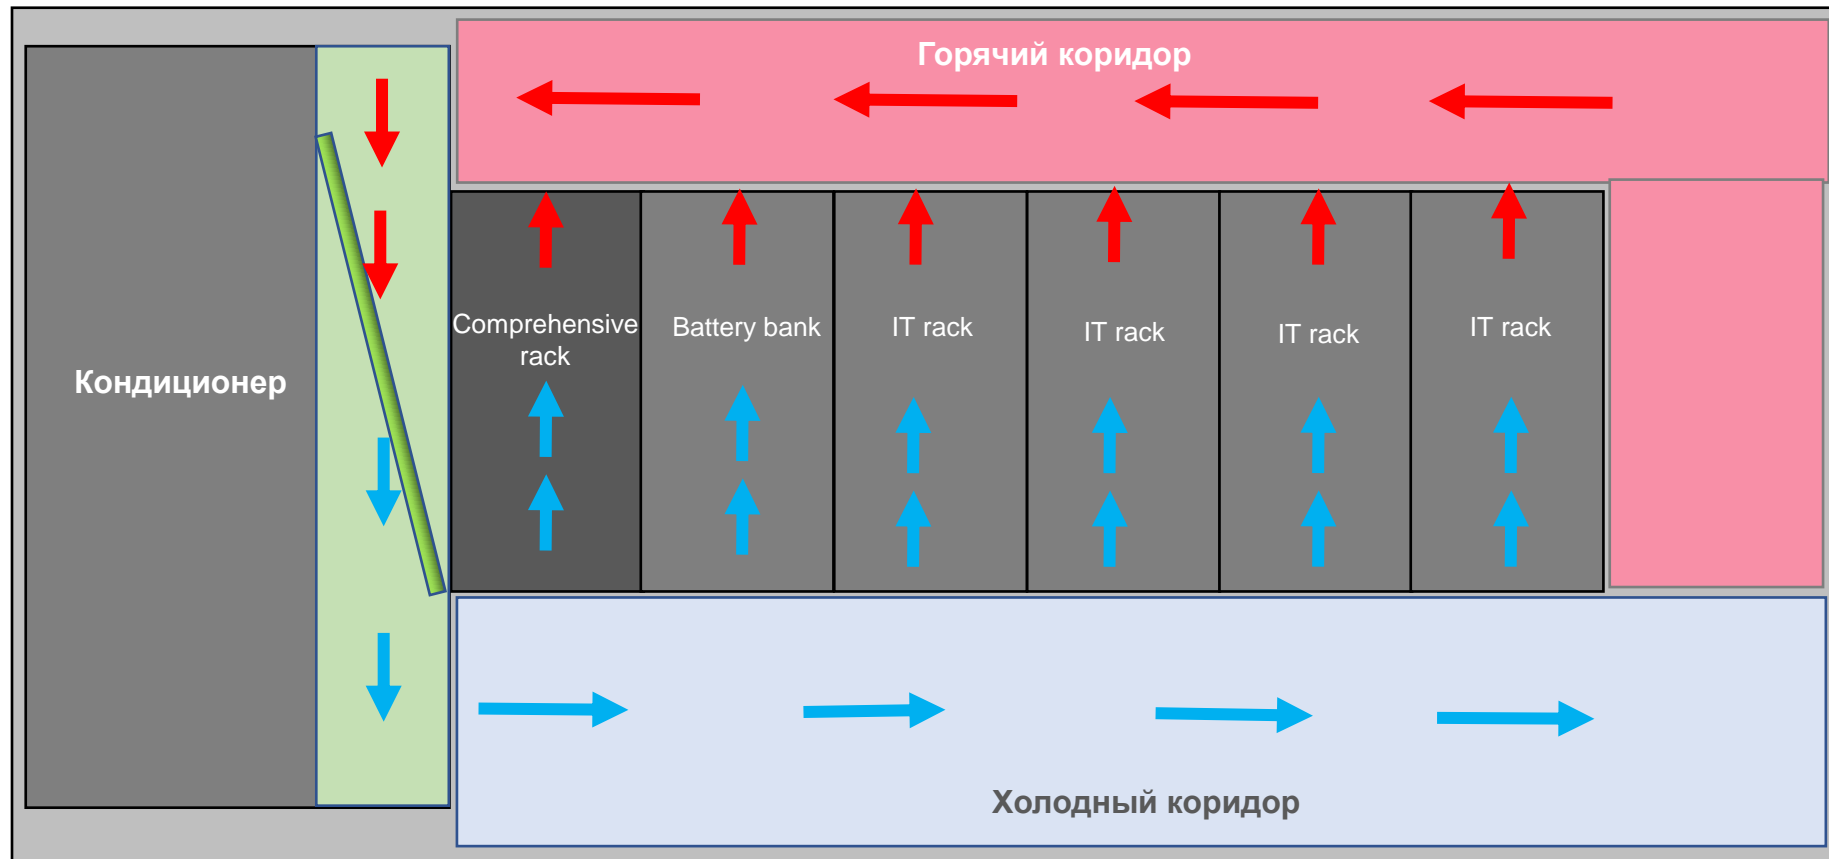 Горячий коридор
Кондиционер
Comprehensive
rack
Battery bank
IT rack
IT rack
IT rack
IT rack
Холодный коридор